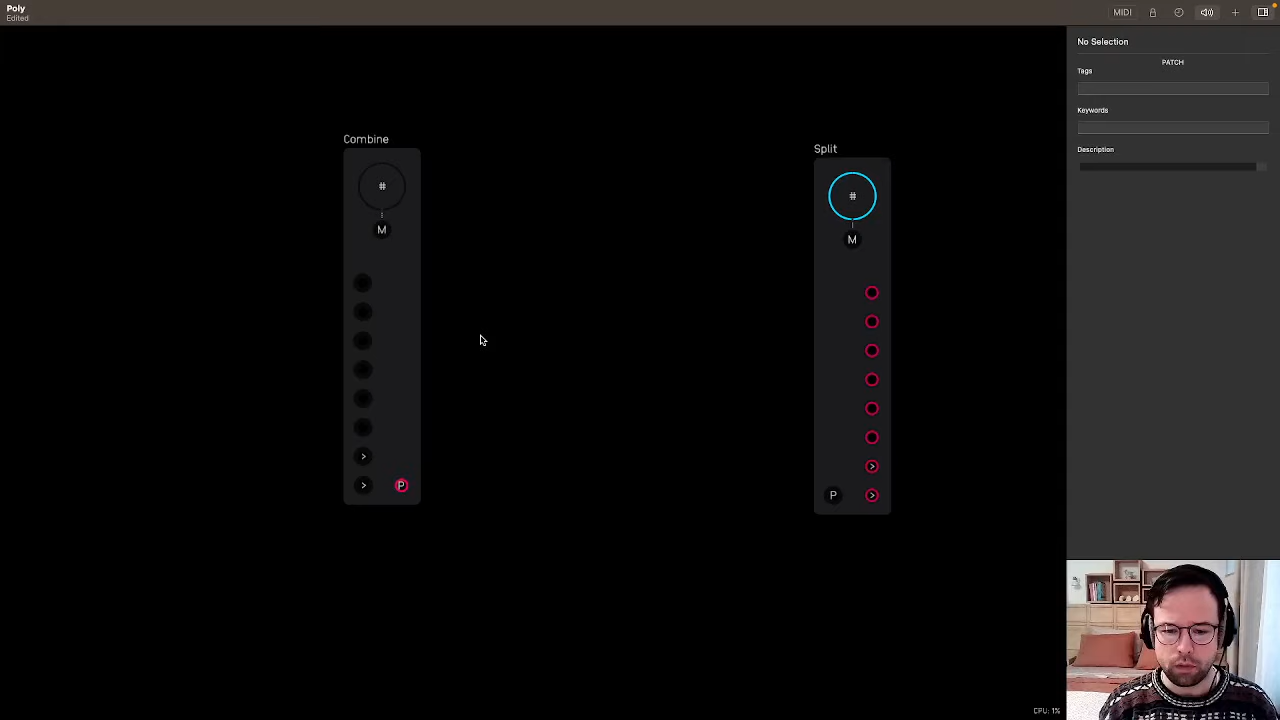 Poly
Edited
MIDI
No Selection
PATCH
Tags
Keywords
Description
Combine
#
M
>
> P
Split
#
M
>
P >
CPU: 1%